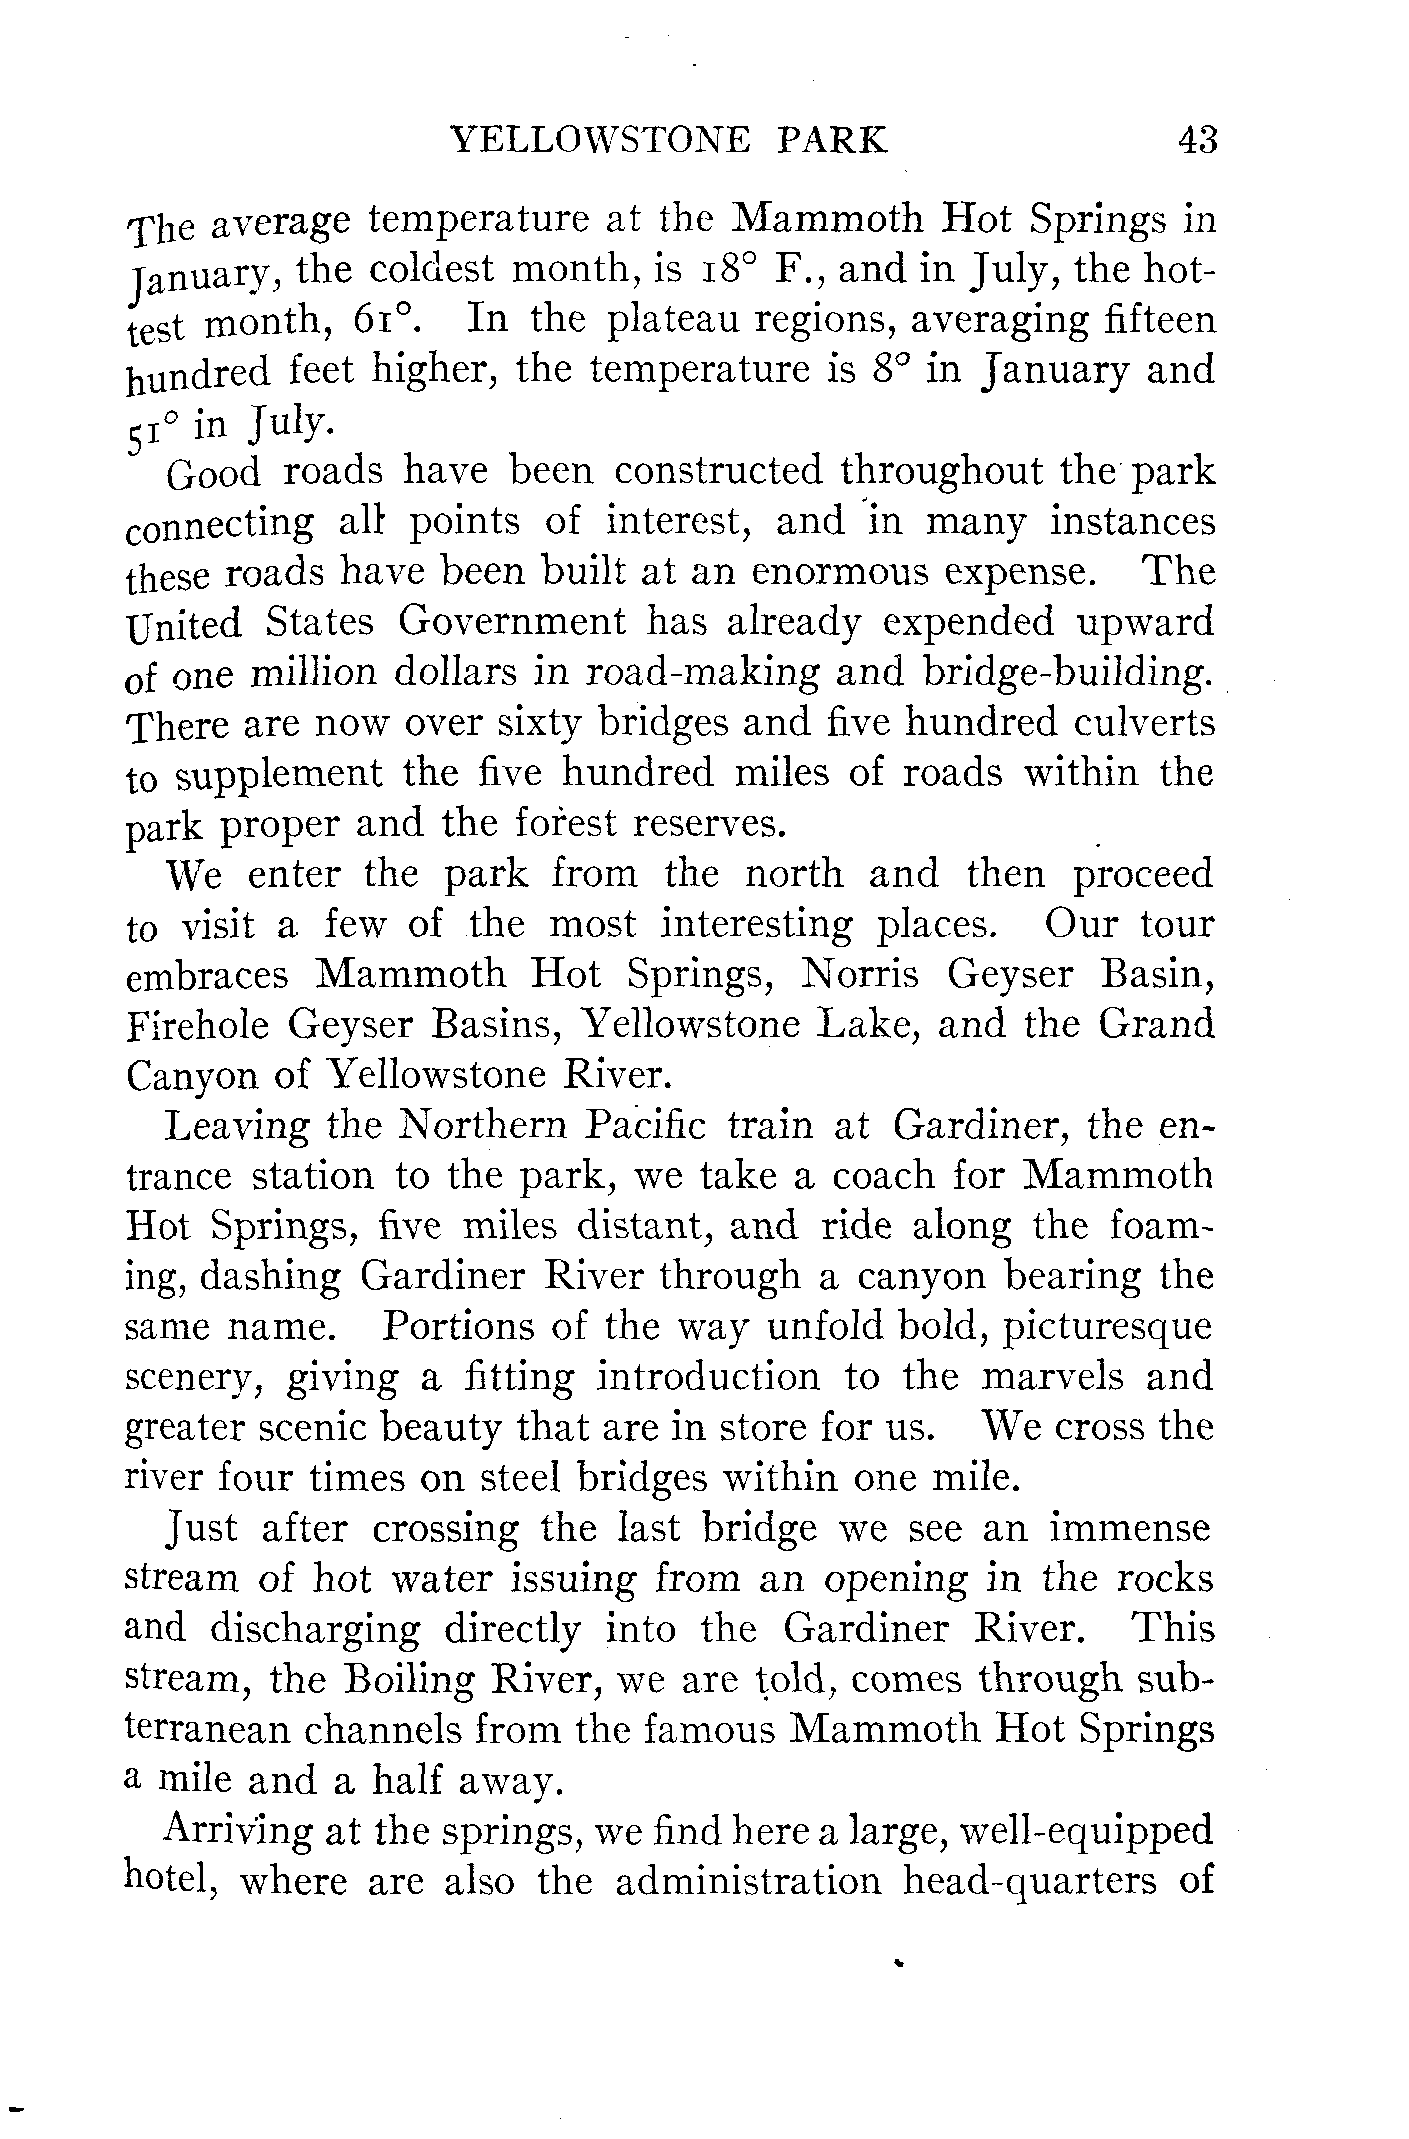 YELLOWSTONE PARK 43
The average temperature at the Mammoth Hot Springs in
January, the coldest month, is 18° F., and in July, the hot-
test month, 61°. In the plateau regions, averaging fifteen
hundred feet higher, the temperature is 8° in January and
51° in July.
Good roads have been constructed throughout the park
connecting all points of interest, and in many instances
these roads have been built at an enormous expense. The
United States Government has already expended upward
of one million dollars in road-making and bridge-building.
There are now over sixty bridges and five hundred culverts
to supplement the five hundred miles of roads within the
park proper and the forest reserves.
We enter the park from the north and then proceed
to visit a few of the most interesting places. Our tour
embraces Mammoth Hot Springs, Norris Geyser Basin,
Firehole Geyser Basins, Yellowstone Lake, and the Grand
Canyon of Yellowstone River.
Leaving the Northern Pacific train at Gardiner, the en-
trance station to the park, we take a coach for Mammoth
Hot Springs, five miles distant, and ride along the foam-
ing, dashing Gardiner River through a canyon bearing the
same name. Portions of the way unfold bold, picturesque
scenery, giving a fitting introduction to the marvels and
greater scenic beauty that are in store for us. We cross the
river four times on steel bridges within one mile.
Just after crossing the last bridge we see an immense
stream of hot water issuing from an opening in the rocks
and discharging directly into the Gardiner River. This
stream, the Boiling River, we are told, comes through sub-
terranean channels from the famous Mammoth Hot Springs
a mile and a half away.
Arriving at the springs, we find here a large, well-equipped
hotel, where are also the administration head-quarters of